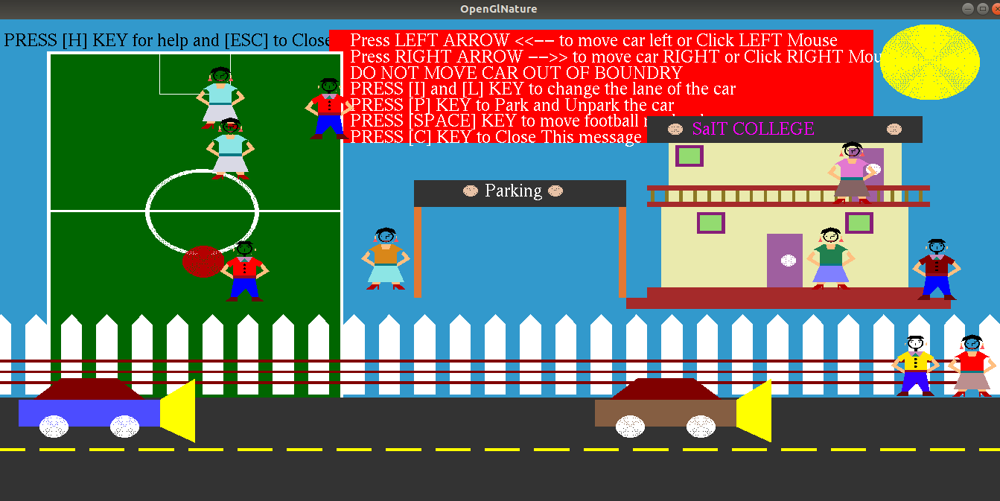 OpenGlNature
PRESS [H] KEY for help and [ESC] to Close
Press LEFT ARROW <<−− to move car left or Click LEFT Mouse
Press RIGHT ARROW −−>> to move car RIGHT or Click RIGHT Mou
DO NOT MOVE CAR OUT OF BOUNDRY
PRESS [I] and [L] KEY to change the lane of the car
PRESS [P] KEY to Park and Unpark the car
PRESS [SPACE] KEY to move football
PRESS [C] KEY to Close This message
SaIT COLLEGE
Parking